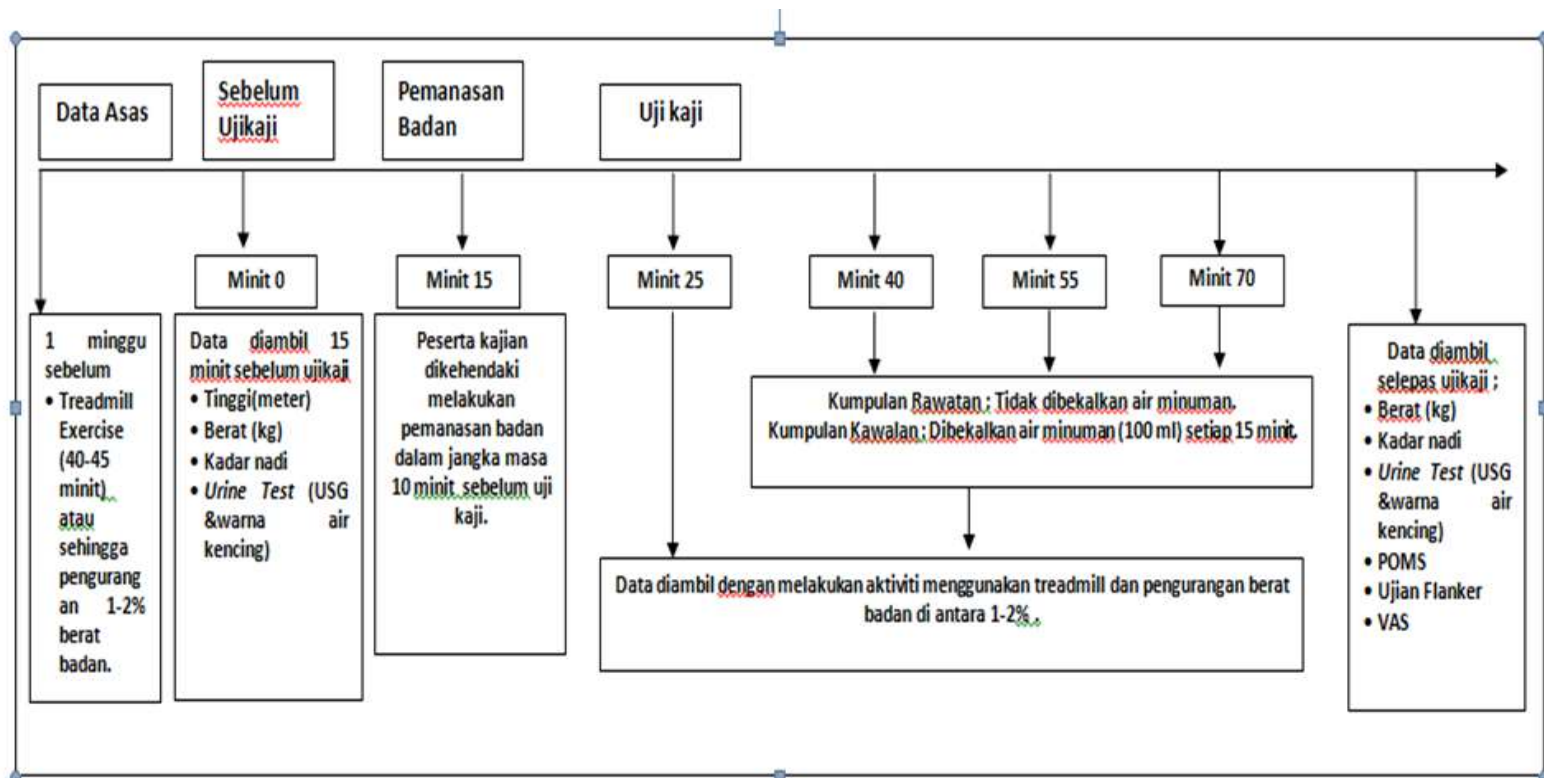 Data Asas
Sebelum
Ujikaji
Pemanasan
Badan
Uji kaji
Minit 0
Minit 15
Minit 25
Minit 40
Minit 55
Minit 70
1 minggu
sebelum
• Treadmill
Exercise
(40-45
minit)
atau
sehingga
pengurang
an 1-2%
berat
badan.
Data diambil 15
minit sebelum ujikaji
• Tinggi(meter)
• Berat (kg)
• Kadar nadi
• Urine Test (USG
&warna air
kencing)
Peserta kajian
dikehendaki
melakukan
pemanasan badan
dalam jangka masa
10 minit sebelum uji
kaji.
Kumpulan Rawatan : Tidak dibekalkan air minuman.
Kumpulan Kawalan : Dibekalkan air minuman (100 ml) setiap 15 minit.
Data diambil dengan melakukan aktiviti menggunakan treadmill dan pengurangan berat
badan di antara 1-2% .
Data diambil
selepas ujikaji ;
• Berat (kg)
• Kadar nadi
• Urine Test (USG
&warna air
kencing)
• POMS
• Ujian Flanker
• VAS